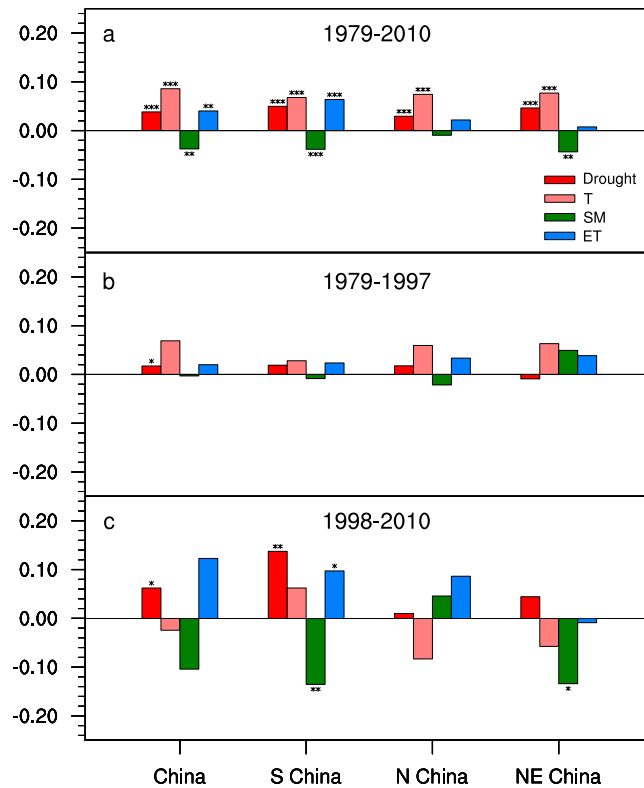 a 1979-2010
0.20
0.10
0.00
-0.10
-0.20
*** *** ** **
*** *** *** ***
*** ***
*** *** **
Drought
T
SM
ET
b 1979-1997
0.20
0.10
0.00
-0.10
-0.20
*
c 1998-2010
0.20
0.10
0.00
-0.10
-0.20
*
** ** *
*
China S China N China NE China